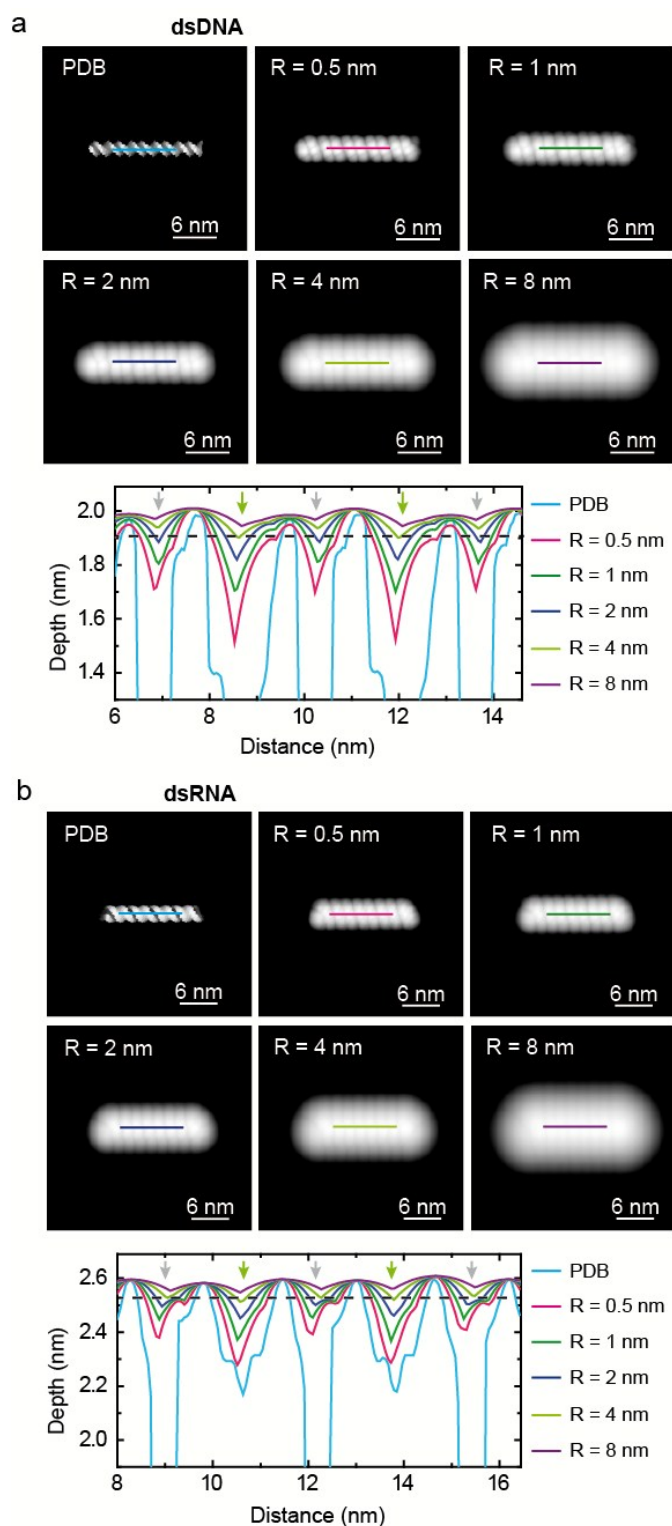 a
dsDNA
PDB
R = 0.5 nm
R = 1 nm
6 nm
6 nm
6 nm
R = 2 nm
R = 4 nm
R = 8 nm
6 nm
6 nm
6 nm
Depth (nm)
2.0
1.8
1.6
1.4
6
8
10
12
14
Distance (nm)
PDB
R = 0.5 nm
R = 1 nm
R = 2 nm
R = 4 nm
R = 8 nm
b
dsRNA
PDB
R = 0.5 nm
R = 1 nm
6 nm
6 nm
6 nm
R = 2 nm
R = 4 nm
R = 8 nm
6 nm
6 nm
6 nm
Depth (nm)
2.6
2.4
2.2
2.0
8
10
12
14
16
Distance (nm)
PDB
R = 0.5 nm
R = 1 nm
R = 2 nm
R = 4 nm
R = 8 nm